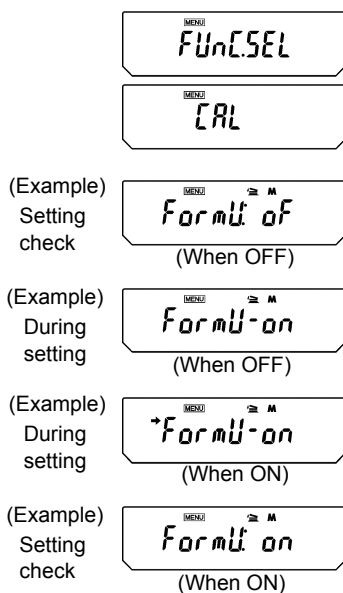 MENU
FUnC.SEL
MENU
CAL
(Example)
Setting
check
MENU M
FormU: oF
(When OFF)
(Example)
During
setting
MENU M
FormU-on
(When OFF)
(Example)
During
setting
MENU M
➔FormU-on
(When ON)
(Example)
Setting
check
MENU M
FormU: on
(When ON)